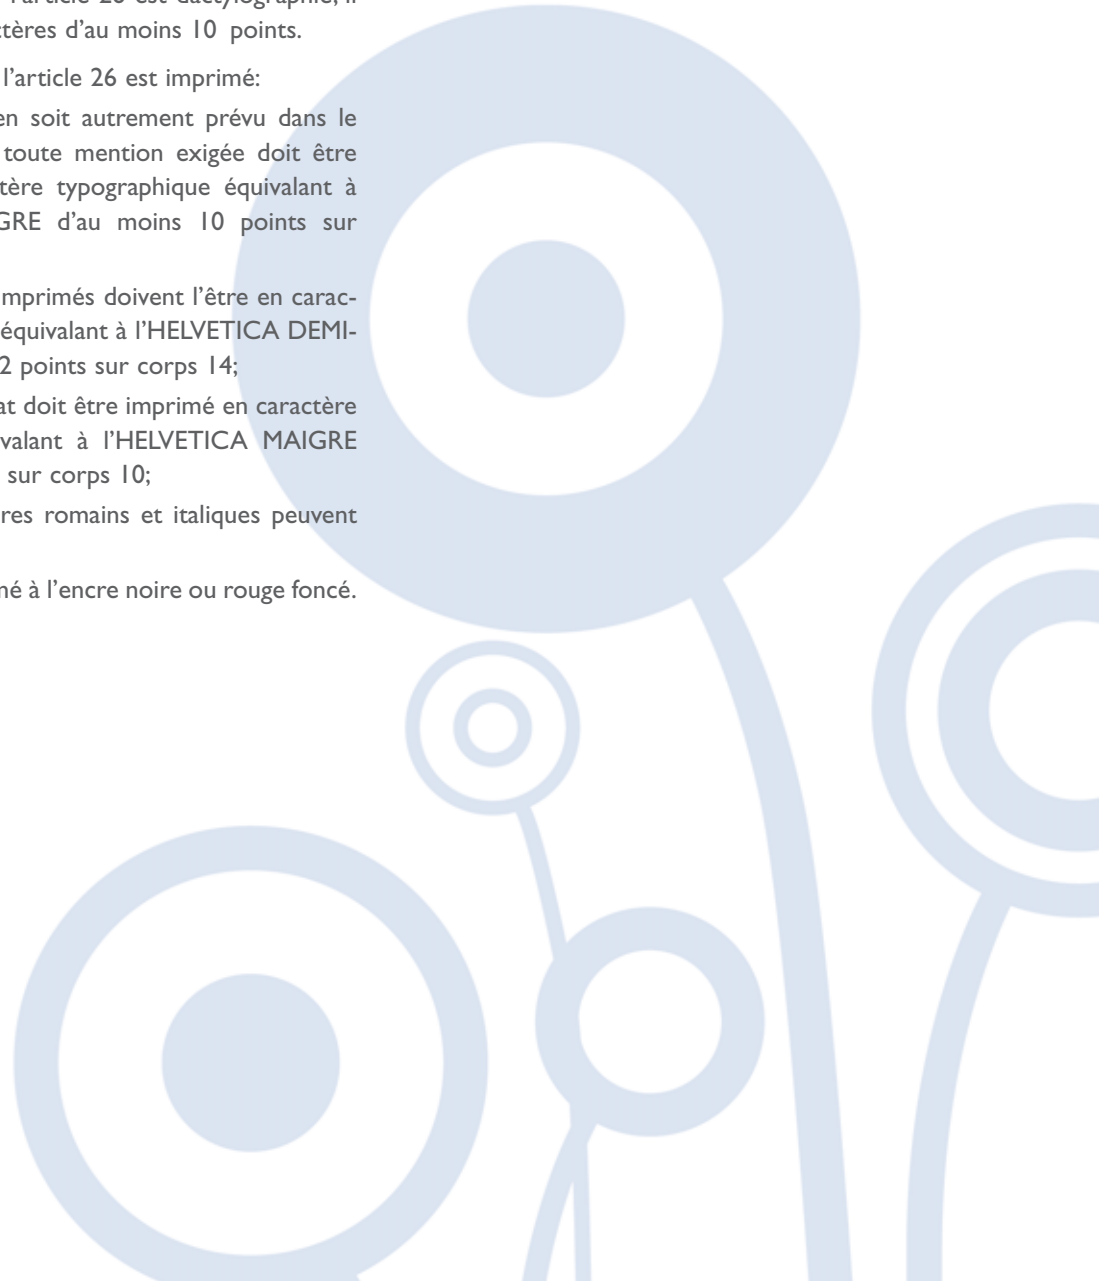 l'article 26 est dactylographié, il
ctères d'au moins 10 points.
l'article 26 est imprimé:
en soit autrement prévu dans le
toute mention exigée doit être
tère typographique équivalant à
GRE d'au moins 10 points sur
imprimés doivent l'être en carac-
équivalant à l'HELVETICA DEMI-
2 points sur corps 14;
at doit être imprimé en caractère
valant à l'HELVETICA MAIGRE
sur corps 10;
res romains et italiques peuvent
né à l'encre noire ou rouge foncé.